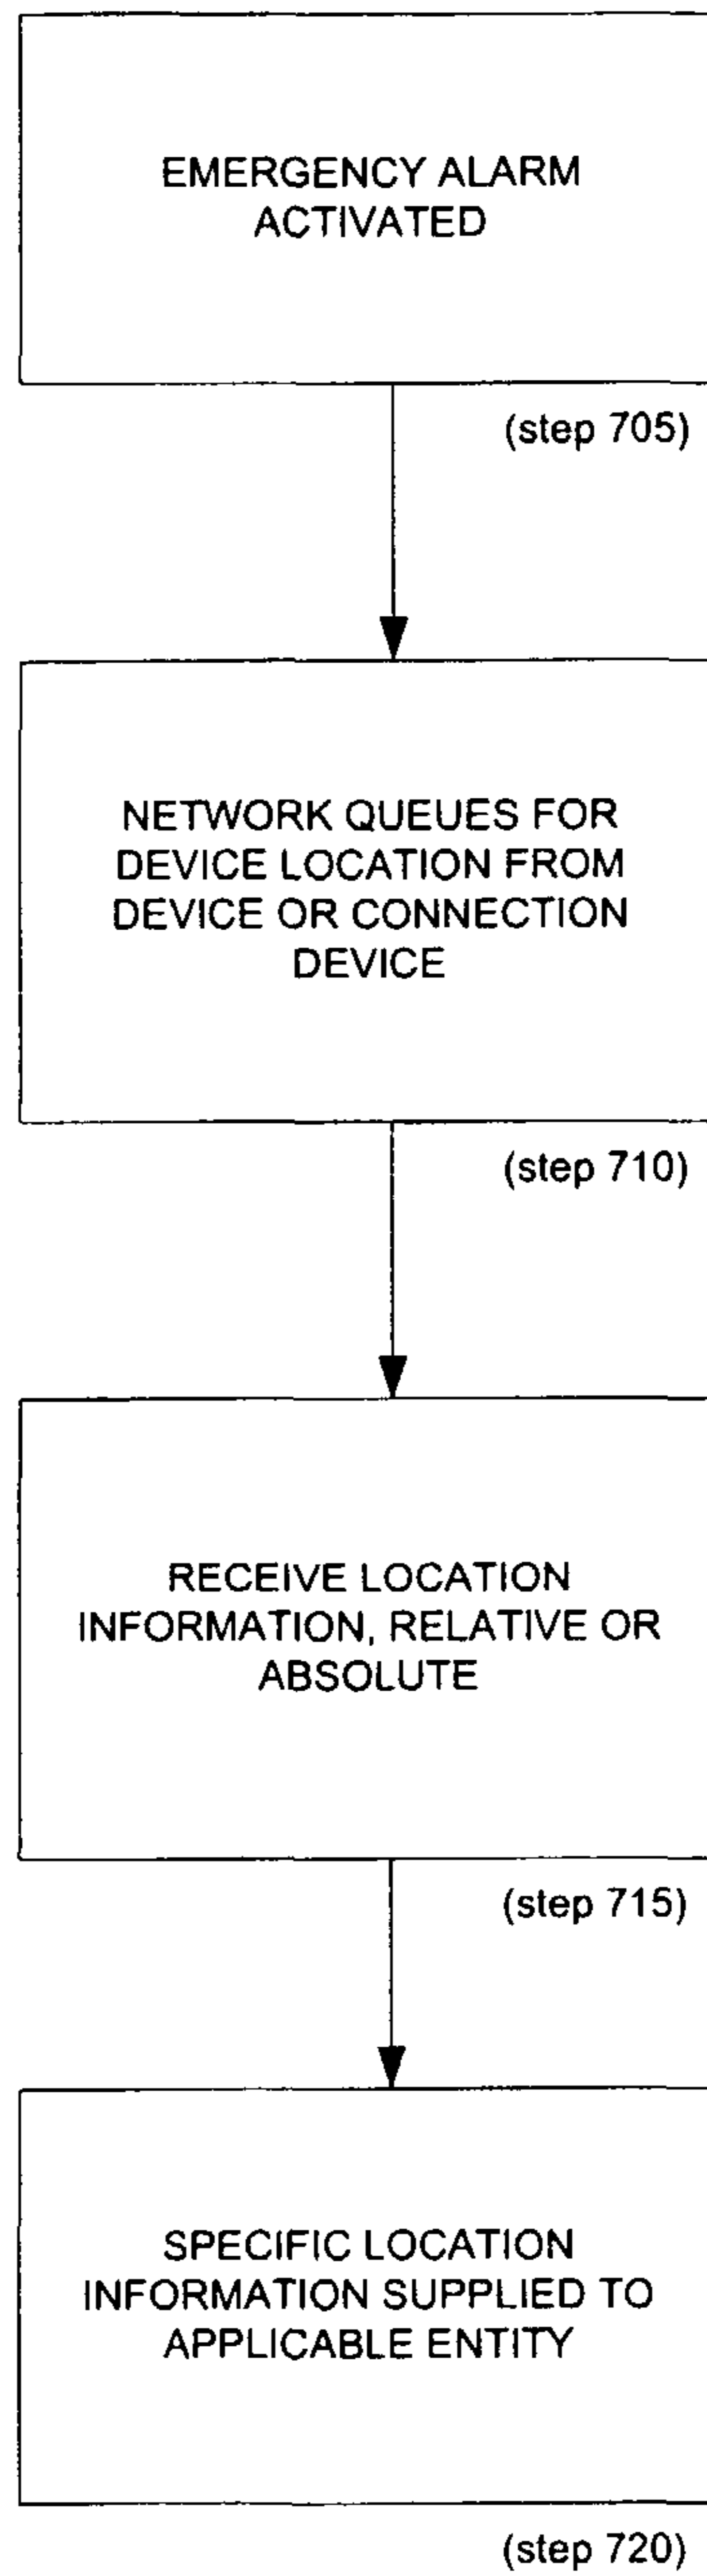 EMERGENCY ALARM
ACTIVATED
(step 705)
NETWORK QUEUES FOR
DEVICE LOCATION FROM
DEVICE OR CONNECTION
DEVICE
(step 710)
RECEIVE LOCATION
INFORMATION, RELATIVE OR
ABSOLUTE
(step 715)
SPECIFIC LOCATION
INFORMATION SUPPLIED TO
APPLICABLE ENTITY
(step 720)